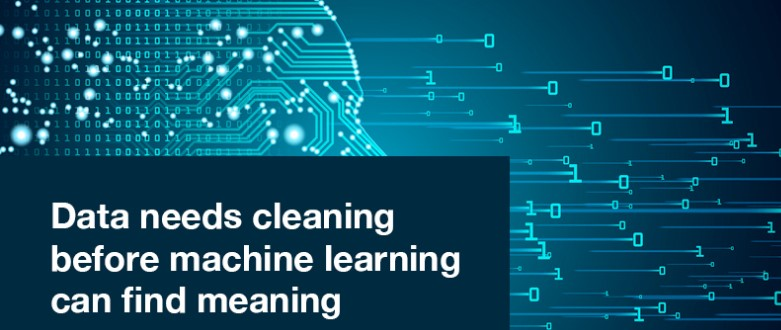 Data needs cleaning
before machine learning
can find meaning